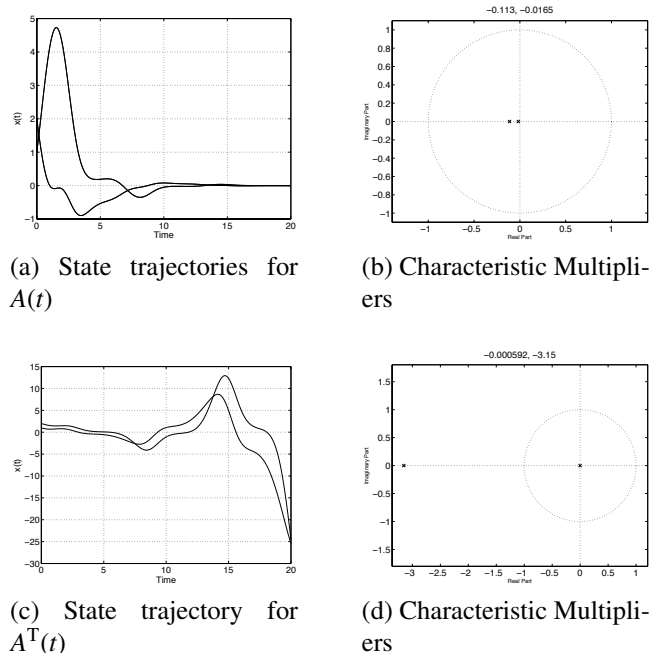 5
4
3
2
1
0
−1
x(t)
0 5 10 15 20
Time
−0.113, −0.0165
1
0.8
0.6
0.4
0.2
0
−0.2
−0.4
−0.6
−0.8
−1
Imaginary Part
−1 −0.5 0 0.5 1
Real Part
(a) State trajectories for
A(t)
(b) Characteristic Multipli-
ers
15
10
5
0
−5
−10
−15
−20
−25
−30
x(t)
0 5 10 15 20
Time
−0.000592, −3.15
1.5
1
0.5
0
−0.5
−1
−1.5
Imaginary Part
−3 −2.5 −2 −1.5 −1 −0.5 0 0.5 1
Real Part
(c) State trajectory for
Aᵀ(t)
(d) Characteristic Multipli-
ers